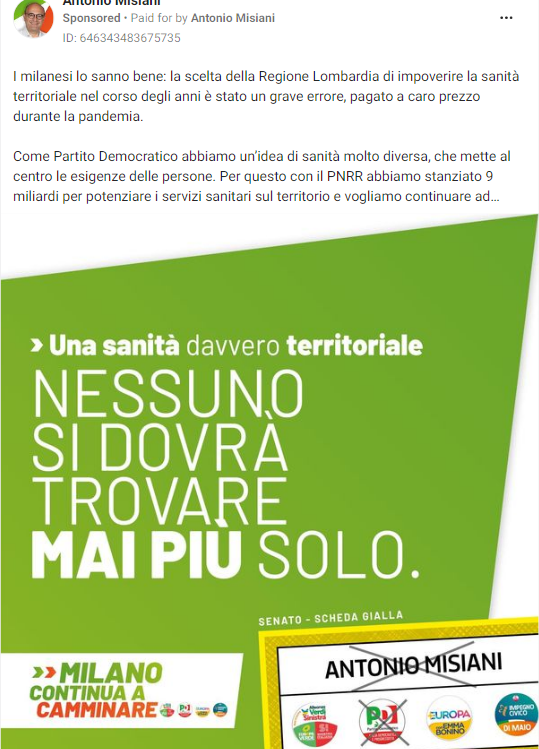 Antonio Misiani
Sponsored • Paid for by Antonio Misiani
ID: 646343483675735
I milanesi lo sanno bene: la scelta della Regione Lombardia di impoverire la sanità
territoriale nel corso degli anni è stato un grave errore, pagato a caro prezzo
durante la pandemia.
Come Partito Democratico abbiamo un'idea di sanità molto diversa, che mette al
centro le esigenze delle persone. Per questo con il PNRR abbiamo stanziato 9
miliardi per potenziare i servizi sanitari sul territorio e vogliamo continuare ad...
Una sanità davvero territoriale
NESSUNO
SI DOVRÀ
TROVARE
MAI PIÙ SOLO.
SENATO - SCHEDA GIALLA
MILANO
CONTINUA A
CAMMINARE
ANTONIO MISIANI
Alleanza
Verdi
Sinistra
EUROPA
VERDE
SI
PD
+EUROPA
con EMMA
BONINO
IMPEGNO
CIVICO
DI MAIO